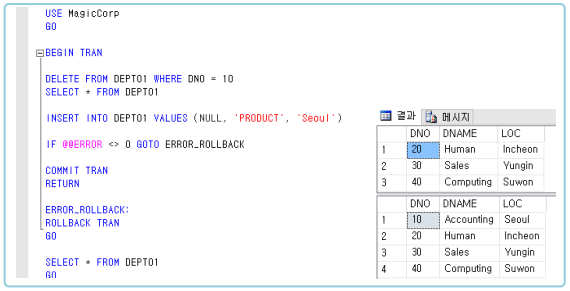 USE MagicCorp
GO
BEGIN TRAN
DELETE FROM DEPT01 WHERE DNO = 10
SELECT * FROM DEPT01
INSERT INTO DEPT01 VALUES (NULL, 'PRODUCT', 'Seoul')
IF @@ERROR <> 0 GOTO ERROR_ROLLBACK
COMMIT TRAN
RETURN
ERROR_ROLLBACK:
ROLLBACK TRAN
GO
SELECT * FROM DEPT01
GO
결과 메시지
DNO DNAME LOC
1 20 Human Incheon
2 30 Sales Yungin
3 40 Computing Suwon
DNO DNAME LOC
1 10 Accounting Seoul
2 20 Human Incheon
3 30 Sales Yungin
4 40 Computing Suwon